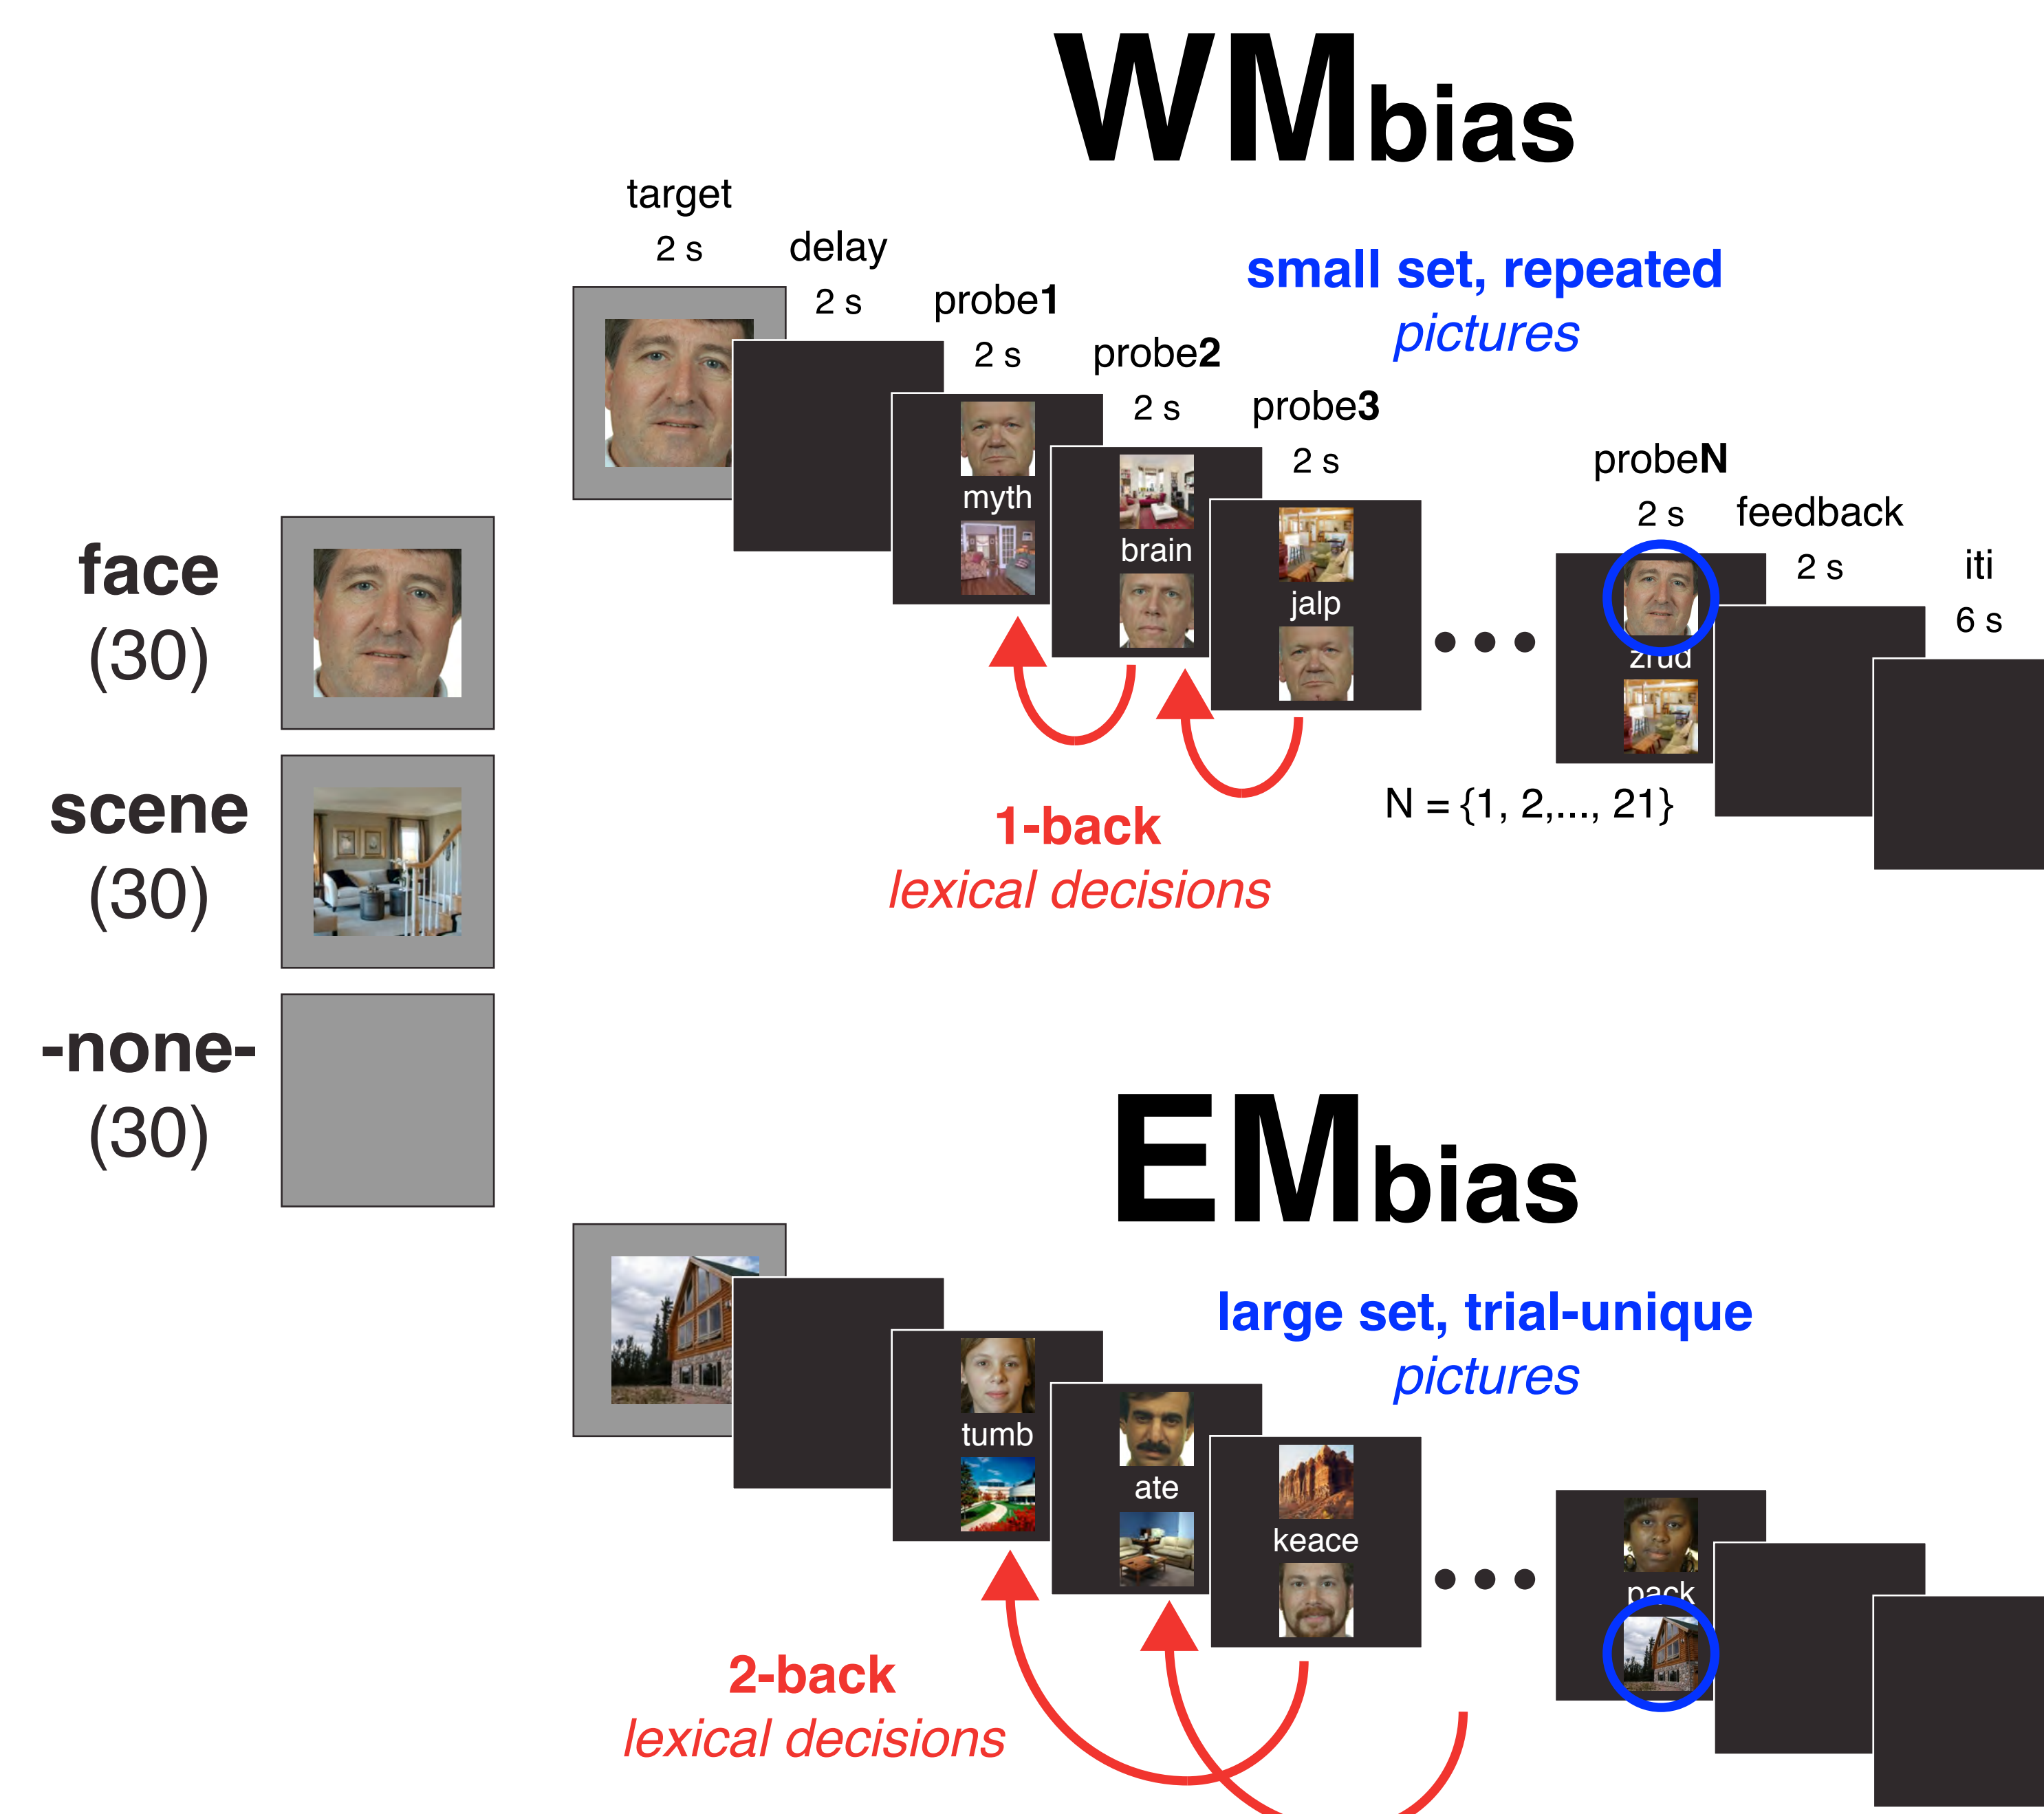 WMbias
target
2 s
delay
2 s
probe1
2 s
probe2
2 s
probe3
2 s
probeN
2 s
feedback
2 s
iti
6 s
small set, repeated
pictures
myth
brain
jalp
zrud
N = {1, 2,..., 21}
1-back
lexical decisions
face
(30)
scene
(30)
-none-
(30)
EMbias
large set, trial-unique
pictures
tumb
ate
keace
pack
2-back
lexical decisions